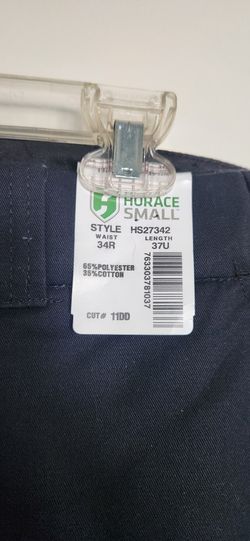 HORACE
SMALL
STYLE HS27342
WAIST LENGTH
34R 37U
65%POLYESTER
35%COTTON
763303781037
CUT# 11DD